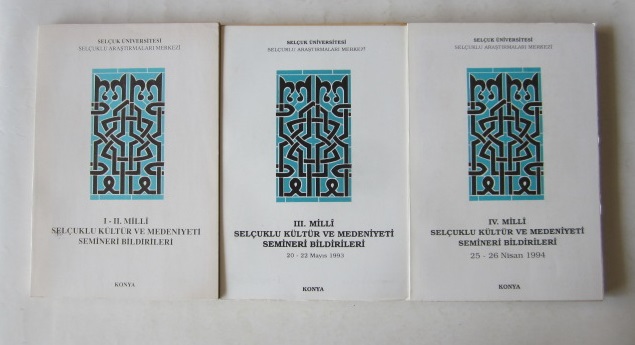 SELÇUK ÜNİVERSİTESİ
SELÇUKLU ARAŞTIRMALARI MERKEZİ
I - II. MİLLÎ
SELÇUKLU KÜLTÜR VE MEDENİYETİ
SEMİNERİ BİLDİRİLERİ
KONYA
SELÇUK ÜNİVERSİTESİ
SELÇUKLU ARAŞTIRMALARI MERKEZİ
III. MİLLÎ
SELÇUKLU KÜLTÜR VE MEDENİYETİ
SEMİNERİ BİLDİRİLERİ
20 - 22 Mayıs 1993
KONYA
SELÇUK ÜNİVERSİTESİ
SELÇUKLU ARAŞTIRMALARI MERKEZİ
IV. MİLLÎ
SELÇUKLU KÜLTÜR VE MEDENİYETİ
SEMİNERİ BİLDİRİLERİ
25 - 26 Nisan 1994
KONYA